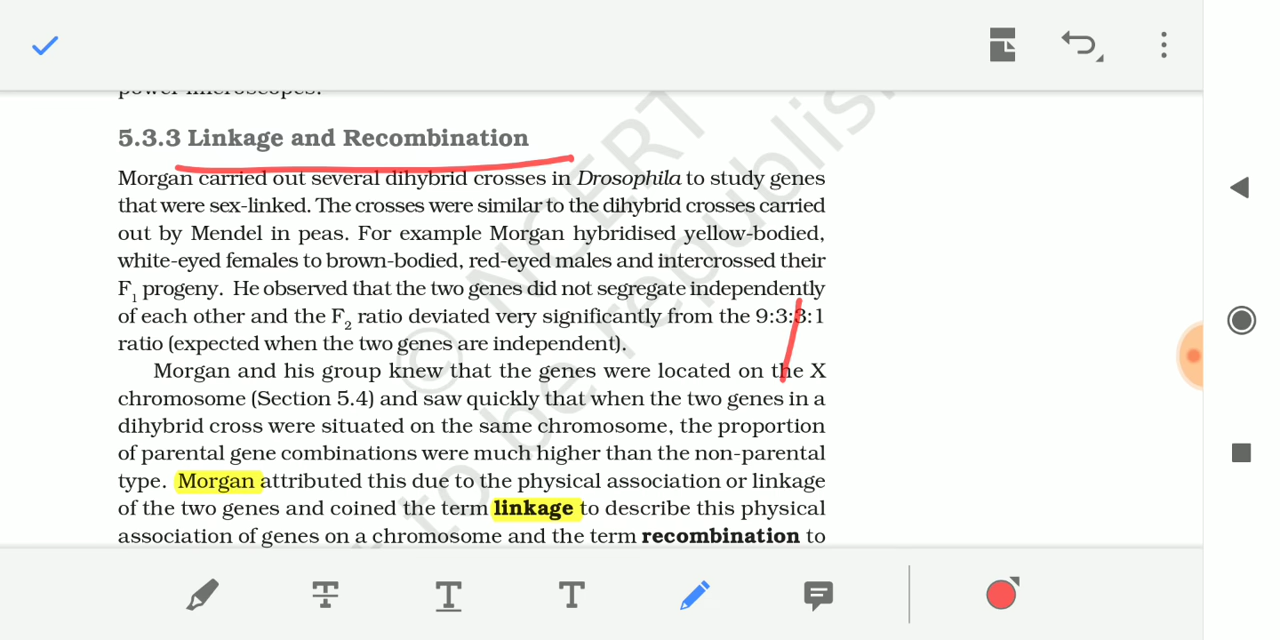 power microscopes.
5.3.3 Linkage and Recombination
Morgan carried out several dihybrid crosses in Drosophila to study genes
that were sex-linked. The crosses were similar to the dihybrid crosses carried
out by Mendel in peas. For example Morgan hybridised yellow-bodied,
white-eyed females to brown-bodied, red-eyed males and intercrossed their
F1 progeny. He observed that the two genes did not segregate independently
of each other and the F2 ratio deviated very significantly from the 9:3:3:1
ratio (expected when the two genes are independent).
Morgan and his group knew that the genes were located on the X
chromosome (Section 5.4) and saw quickly that when the two genes in a
dihybrid cross were situated on the same chromosome, the proportion
of parental gene combinations were much higher than the non-parental
type. Morgan attributed this due to the physical association or linkage
of the two genes and coined the term linkage to describe this physical
association of genes on a chromosome and the term recombination to
© NCERT
to be republish
T
T
T